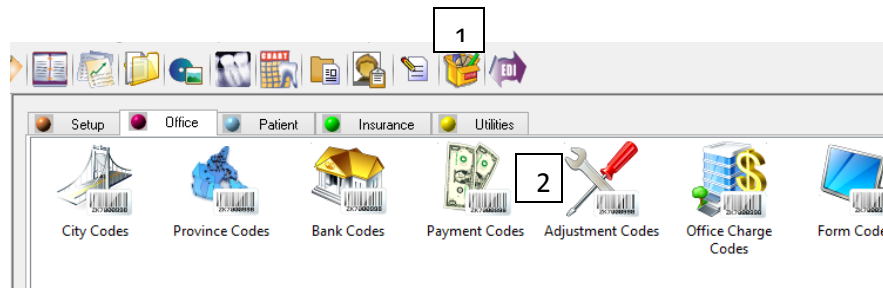 1
CHART
EDI
Setup Office Patient Insurance Utilities
2
City Codes Province Codes Bank Codes Payment Codes Adjustment Codes Office Charge Form Code
Codes